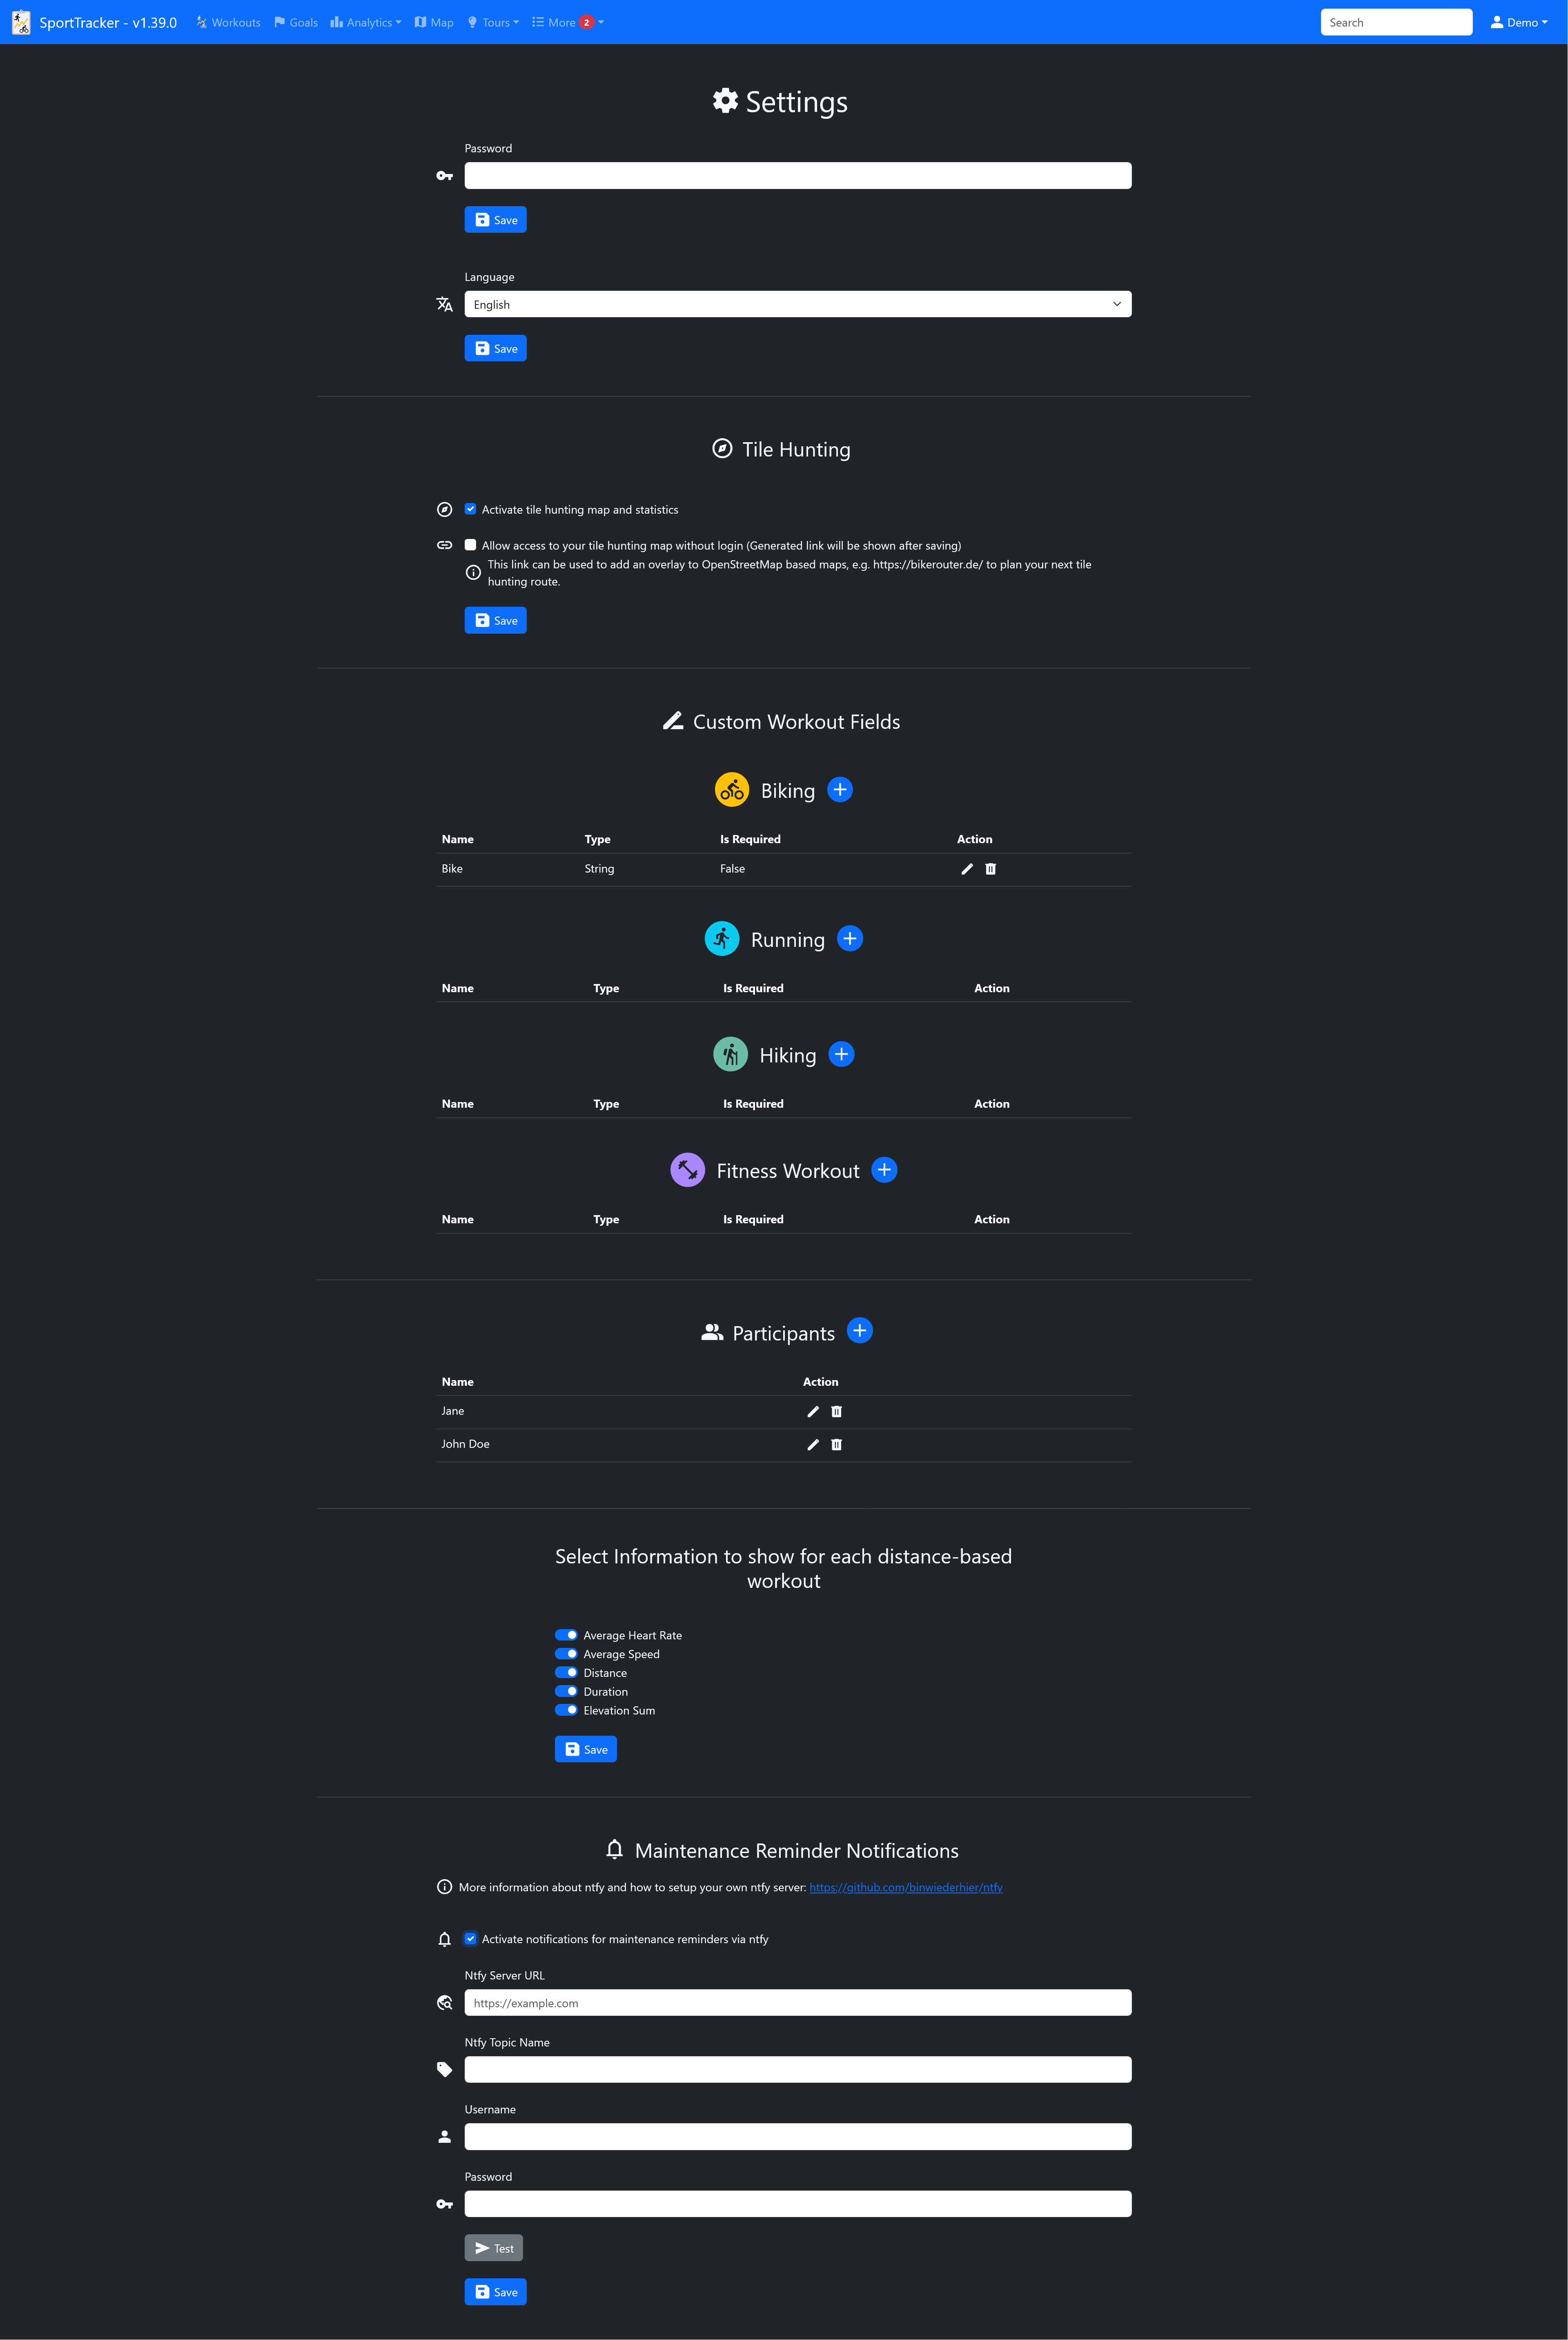 SportTracker - v1.39.0 Workouts Goals Analytics Map Tours More 2 Search Demo
Settings
Password
Save
Language
English
Save
Tile Hunting
Activate tile hunting map and statistics
Allow access to your tile hunting map without login (Generated link will be shown after saving)
This link can be used to add an overlay to OpenStreetMap based maps, e.g. https://bikerouter.de/ to plan your next tile
hunting route.
Save
Custom Workout Fields
Biking
Name Type Is Required Action
Bike String False
Running
Name Type Is Required Action
Hiking
Name Type Is Required Action
Fitness Workout
Name Type Is Required Action
Participants
Name Action
Jane
John Doe
Select Information to show for each distance-based
workout
Average Heart Rate
Average Speed
Distance
Duration
Elevation Sum
Save
Maintenance Reminder Notifications
More information about ntfy and how to setup your own ntfy server: https://github.com/binwiederhier/ntfy
Activate notifications for maintenance reminders via ntfy
Ntfy Server URL
https://example.com
Ntfy Topic Name
Username
Password
Test
Save